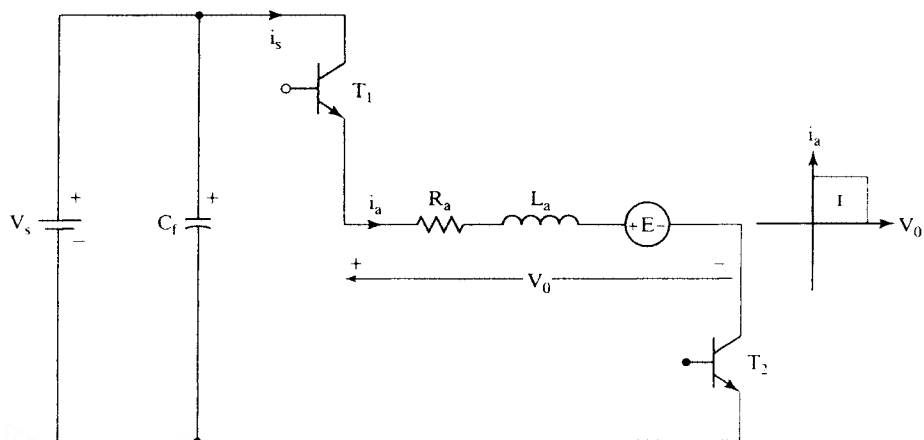 i_s
T_1
i_a
+
+
i_a
R_a
L_a
I
V_s
C_f
+E−
V_0
−
+
−
V_0
T_2